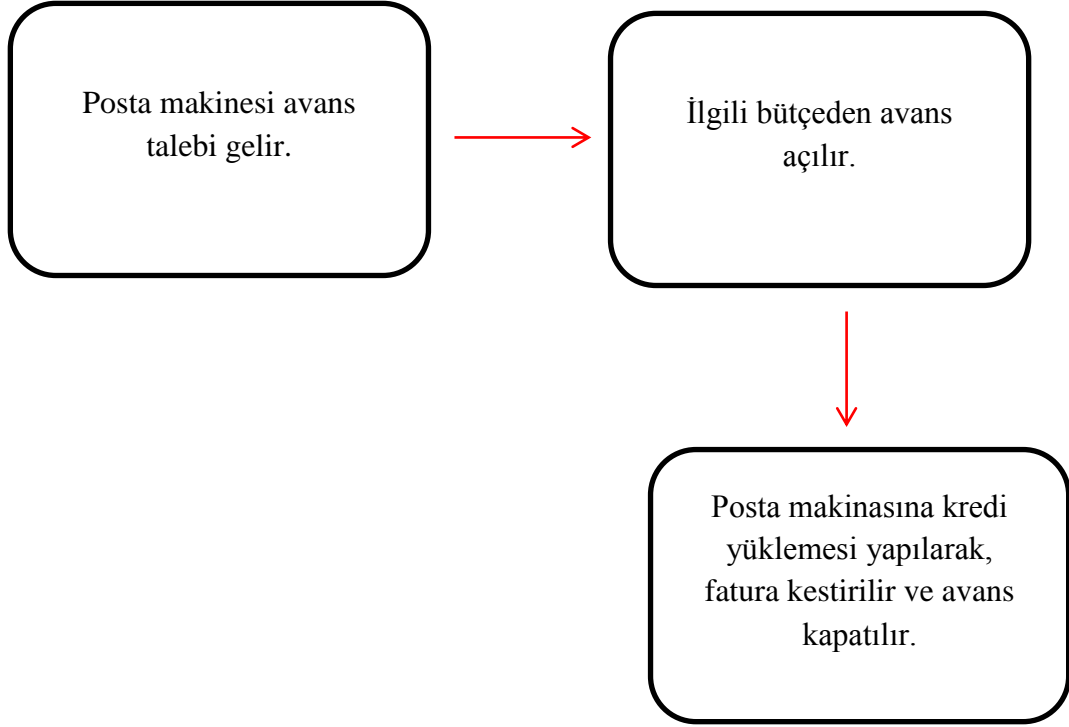 Posta makinesi avans
talebi gelir.
İlgili bütçeden avans
açılır.
Posta makinasına kredi
yüklemesi yapılarak,
fatura kestirilir ve avans
kapatılır.